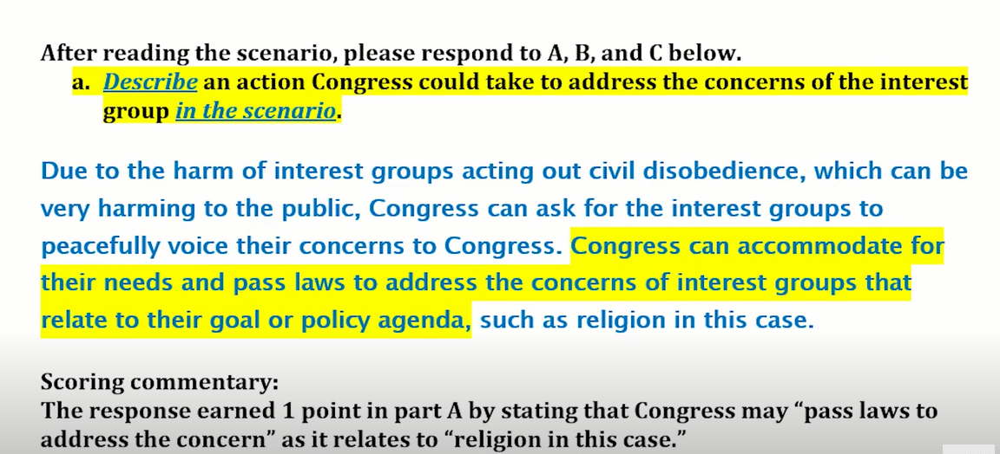 After reading the scenario, please respond to A, B, and C below.
a. Describe an action Congress could take to address the concerns of the interest
group in the scenario.
Due to the harm of interest groups acting out civil disobedience, which can be
very harming to the public, Congress can ask for the interest groups to
peacefully voice their concerns to Congress. Congress can accommodate for
their needs and pass laws to address the concerns of interest groups that
relate to their goal or policy agenda, such as religion in this case.
Scoring commentary:
The response earned 1 point in part A by stating that Congress may “pass laws to
address the concern” as it relates to “religion in this case.”